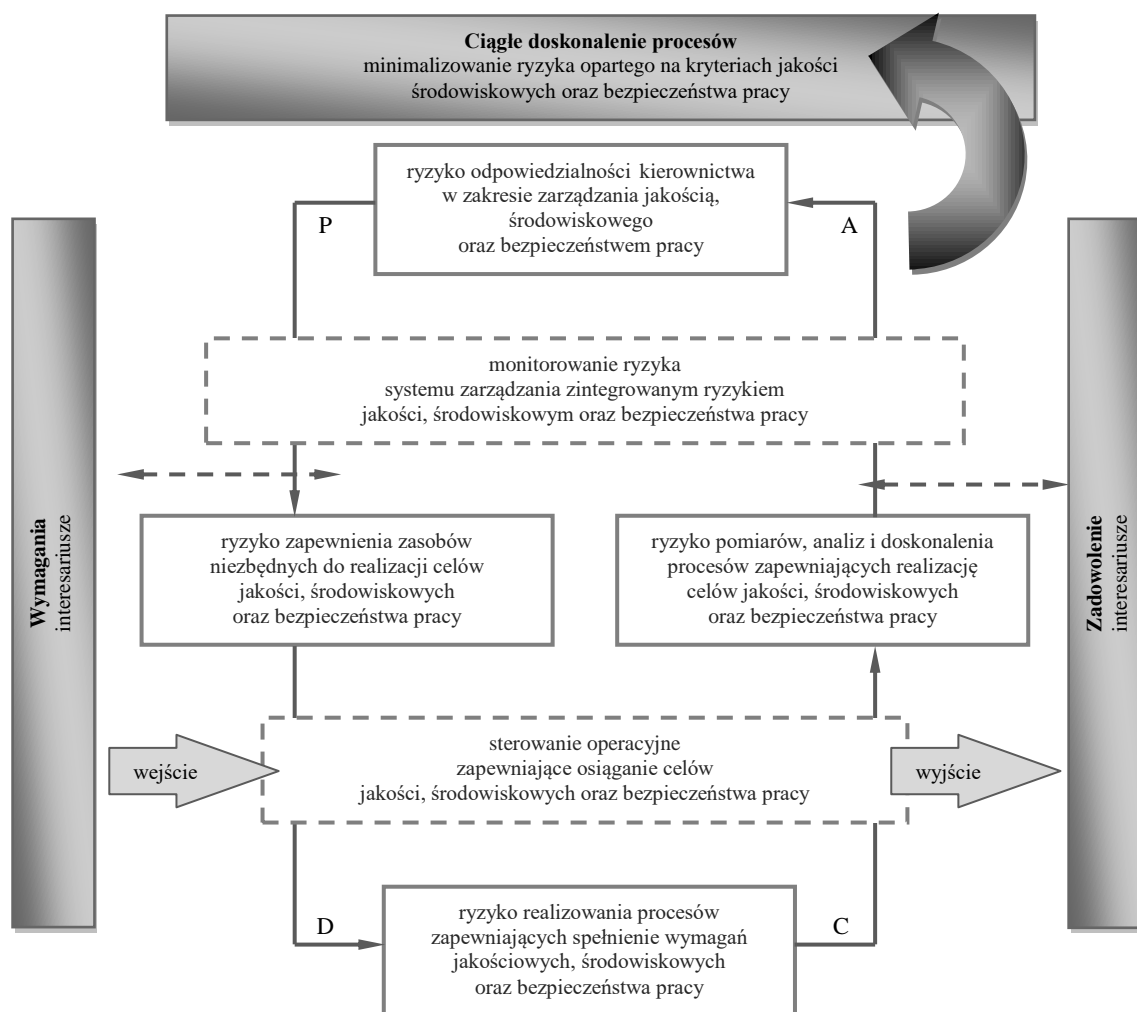 Ciągłe doskonalenie procesów
minimalizowanie ryzyka opartego na kryteriach jakości
środowiskowych oraz bezpieczeństwa pracy
ryzyko odpowiedzialności kierownictwa
w zakresie zarządzania jakością,
środowiskowego
oraz bezpieczeństwem pracy
P
A
monitorowanie ryzyka
systemu zarządzania zintegrowanym ryzykiem
jakości, środowiskowym oraz bezpieczeństwa pracy
Wymagania
interesariusze
ryzyko zapewnienia zasobów
niezbędnych do realizacji celów
jakości, środowiskowych
oraz bezpieczeństwa pracy
ryzyko pomiarów, analiz i doskonalenia
procesów zapewniających realizację
celów jakości, środowiskowych
oraz bezpieczeństwa pracy
Zadowolenie
interesariusze
wejście
sterowanie operacyjne
zapewniające osiąganie celów
jakości, środowiskowych oraz bezpieczeństwa pracy
wyjście
D
ryzyko realizowania procesów
zapewniających spełnienie wymagań
jakościowych, środowiskowych
oraz bezpieczeństwa pracy
C